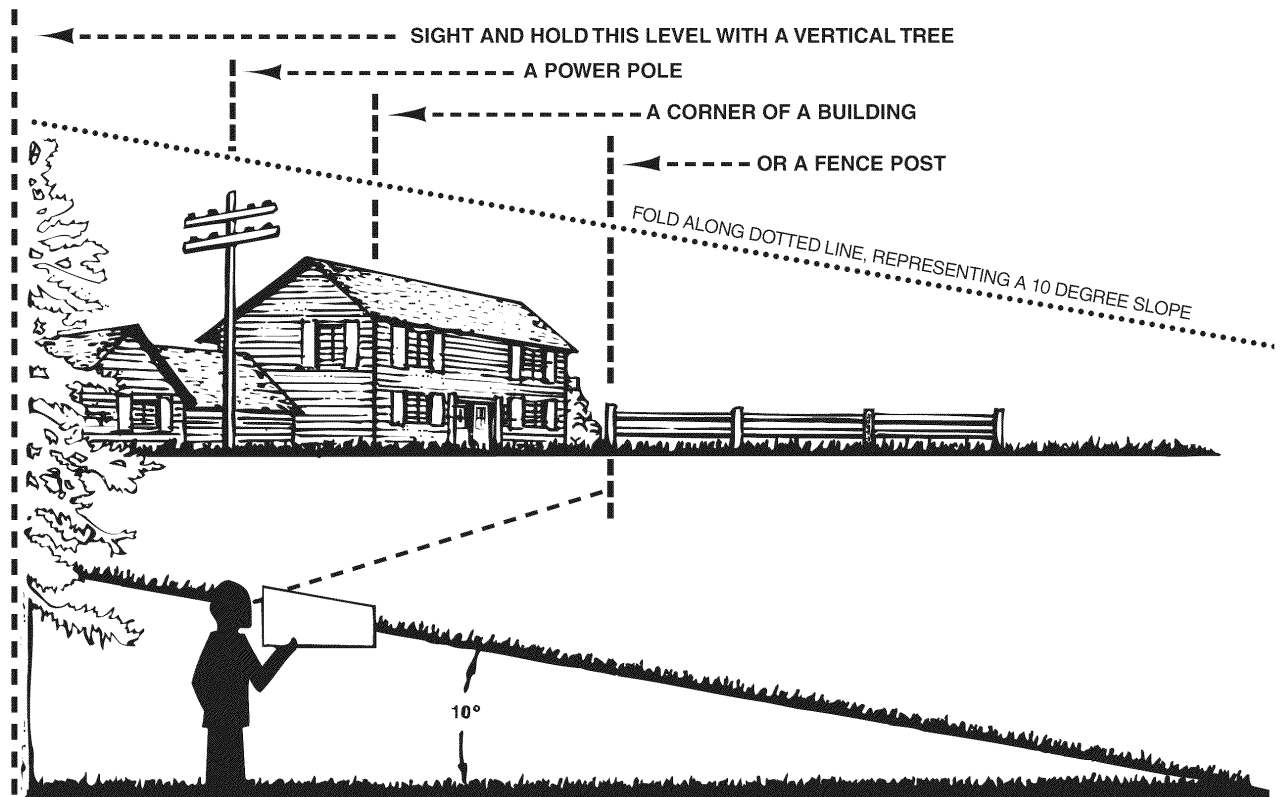 SIGHT AND HOLD THIS LEVEL WITH A VERTICAL TREE
A POWER POLE
A CORNER OF A BUILDING
OR A FENCE POST
FOLD ALONG DOTTED LINE, REPRESENTING A 10 DEGREE SLOPE
10°